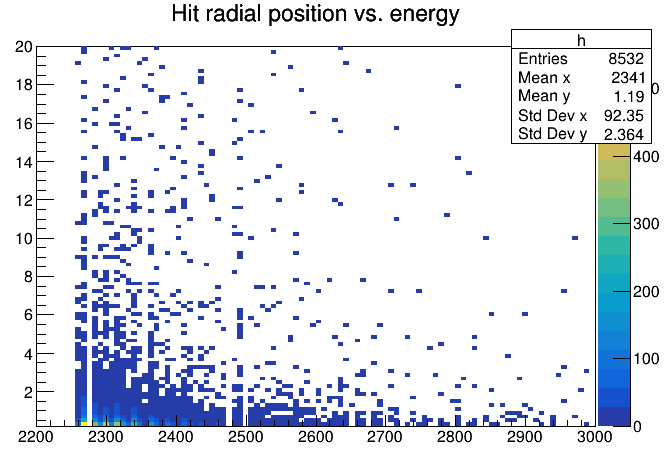 Hit radial position vs. energy
h
Entries 8532
Mean x 2341
Mean y 1.19
Std Dev x 92.35
Std Dev y 2.364
20
18
16
14
12
10
8
6
4
2
2200 2300 2400 2500 2600 2700 2800 2900 3000
0
400
300
200
100
0